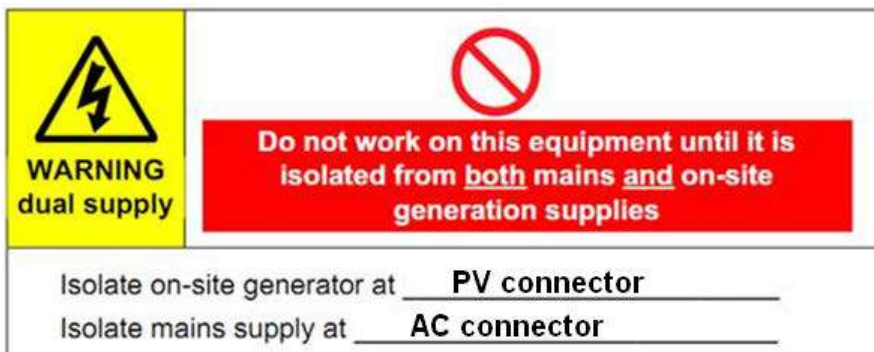 WARNING
dual supply
Do not work on this equipment until it is
isolated from both mains and on-site
generation supplies
Isolate on-site generator at PV connector
Isolate mains supply at AC connector